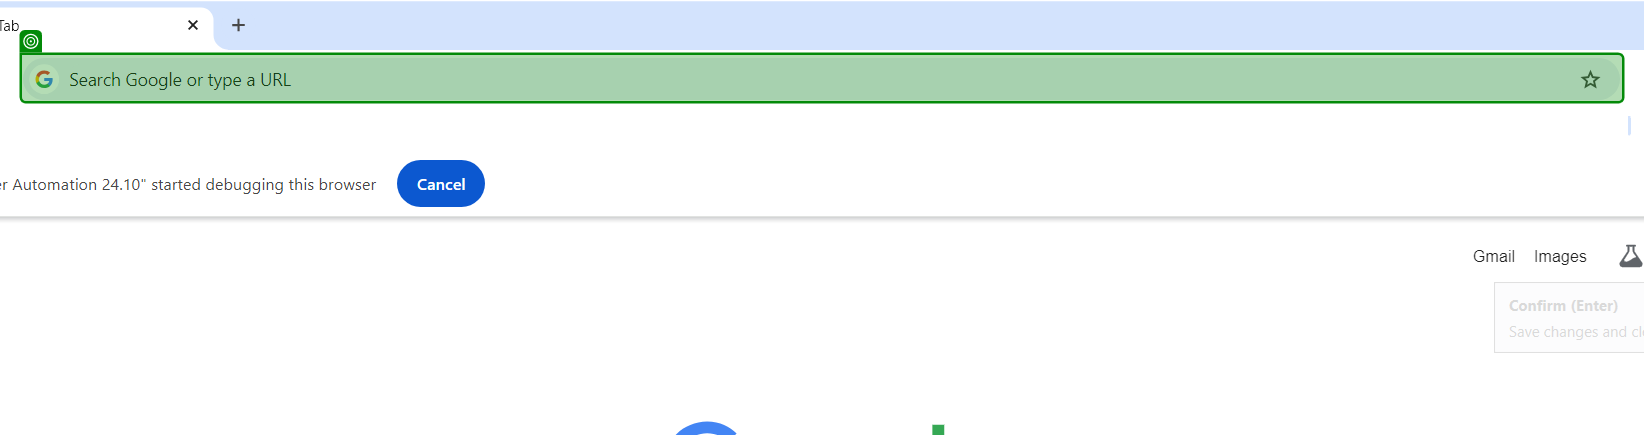 Tab
Search Google or type a URL
er Automation 24.10" started debugging this browser
Cancel
Gmail Images
Confirm (Enter)
Save changes and cl